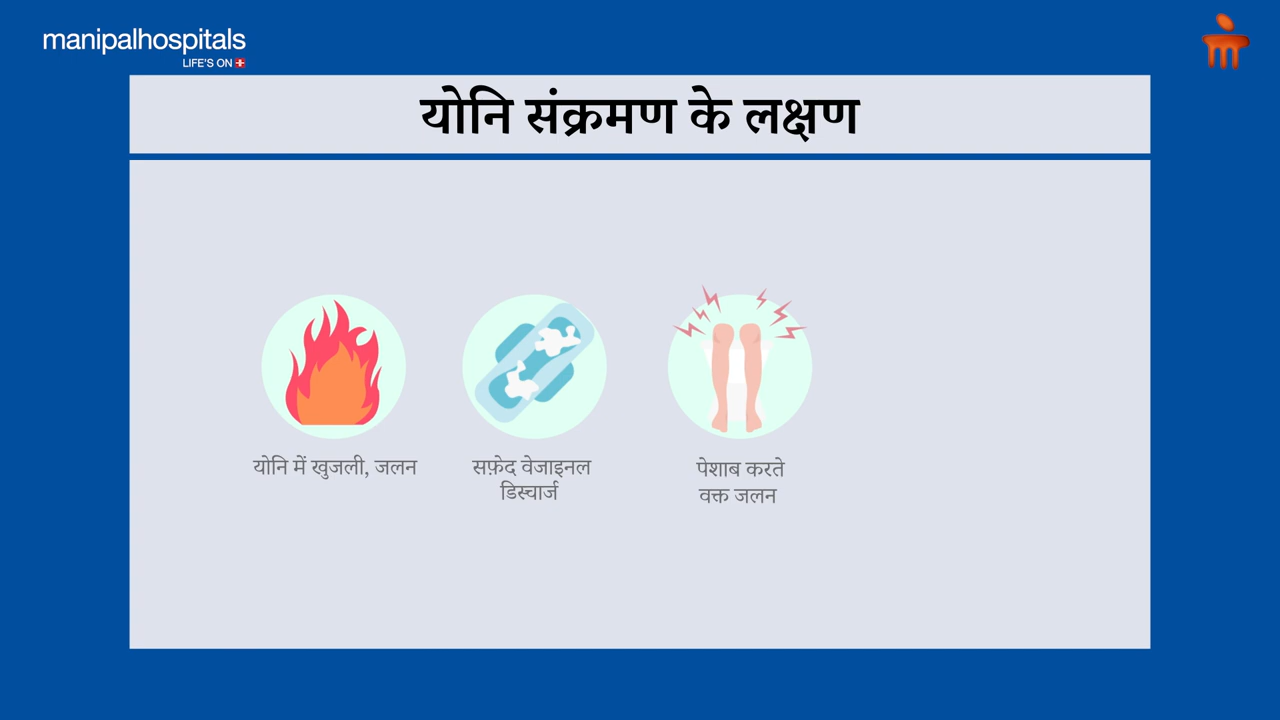 manipalhospitals
LIFE'S ON
योनि संक्रमण के लक्षण
योनि में खुजली, जलन
सफ़ेद वेजाइनल
डिस्चार्ज
पेशाब करते
वक्त जलन